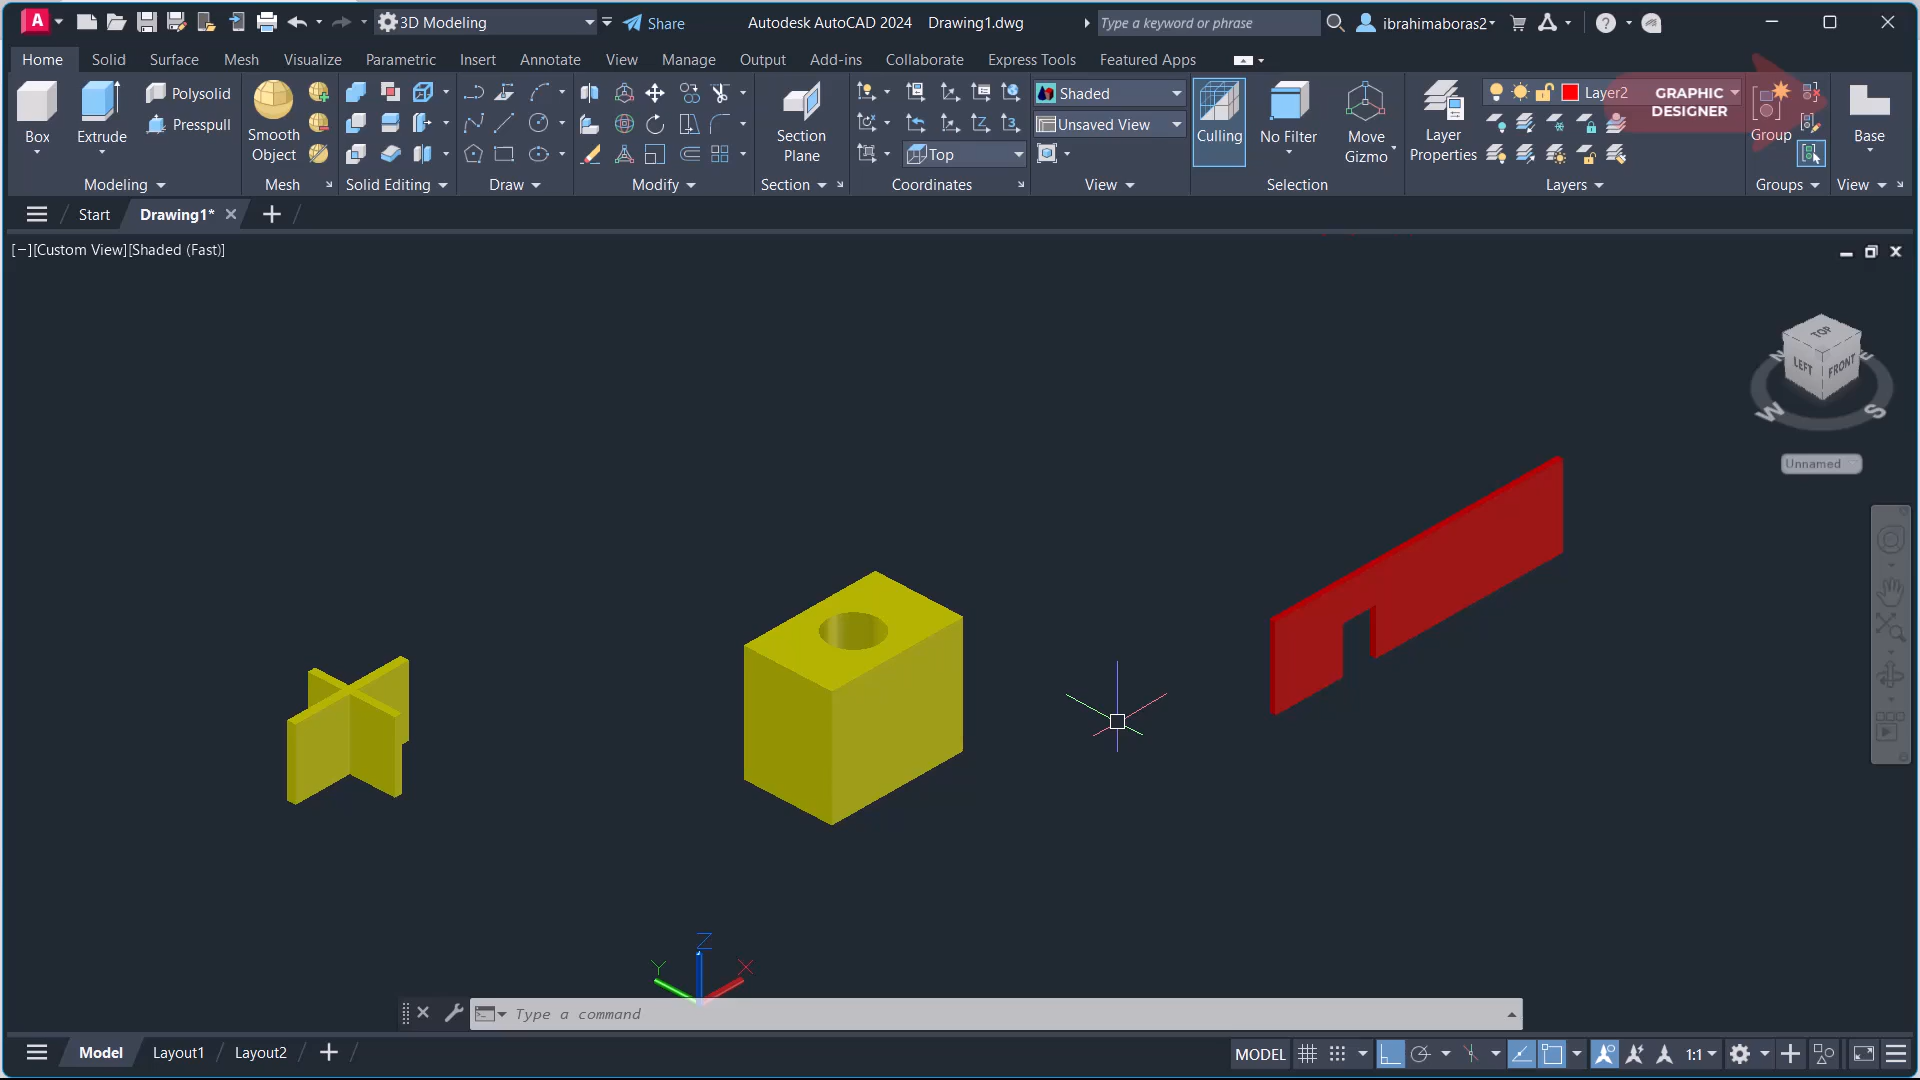 A 3D Modeling Share Autodesk AutoCAD 2024 Drawing1.dwg Type a keyword or phrase ibrahimaboras2
Home Solid Surface Mesh Visualize Parametric Insert Annotate View Manage Output Add-ins Collaborate Express Tools Featured Apps
Box
Extrude
Polysolid
Presspull
Modeling
Smooth
Object
Mesh
Solid Editing
Draw
Modify
Section
Plane
Section
Top
Coordinates
Shaded
Unsaved View
View
Culling
No Filter
Move
Gizmo
Selection
Layer
Properties
Layer2
GRAPHIC
DESIGNER
Layers
Group
Groups
Base
View
Start Drawing1*
[−][Custom View][Shaded (Fast)]
TOP
LEFT FRONT
N E
W S
Unnamed
Z
Y X
Type a command
Model Layout1 Layout2
MODEL 1:1